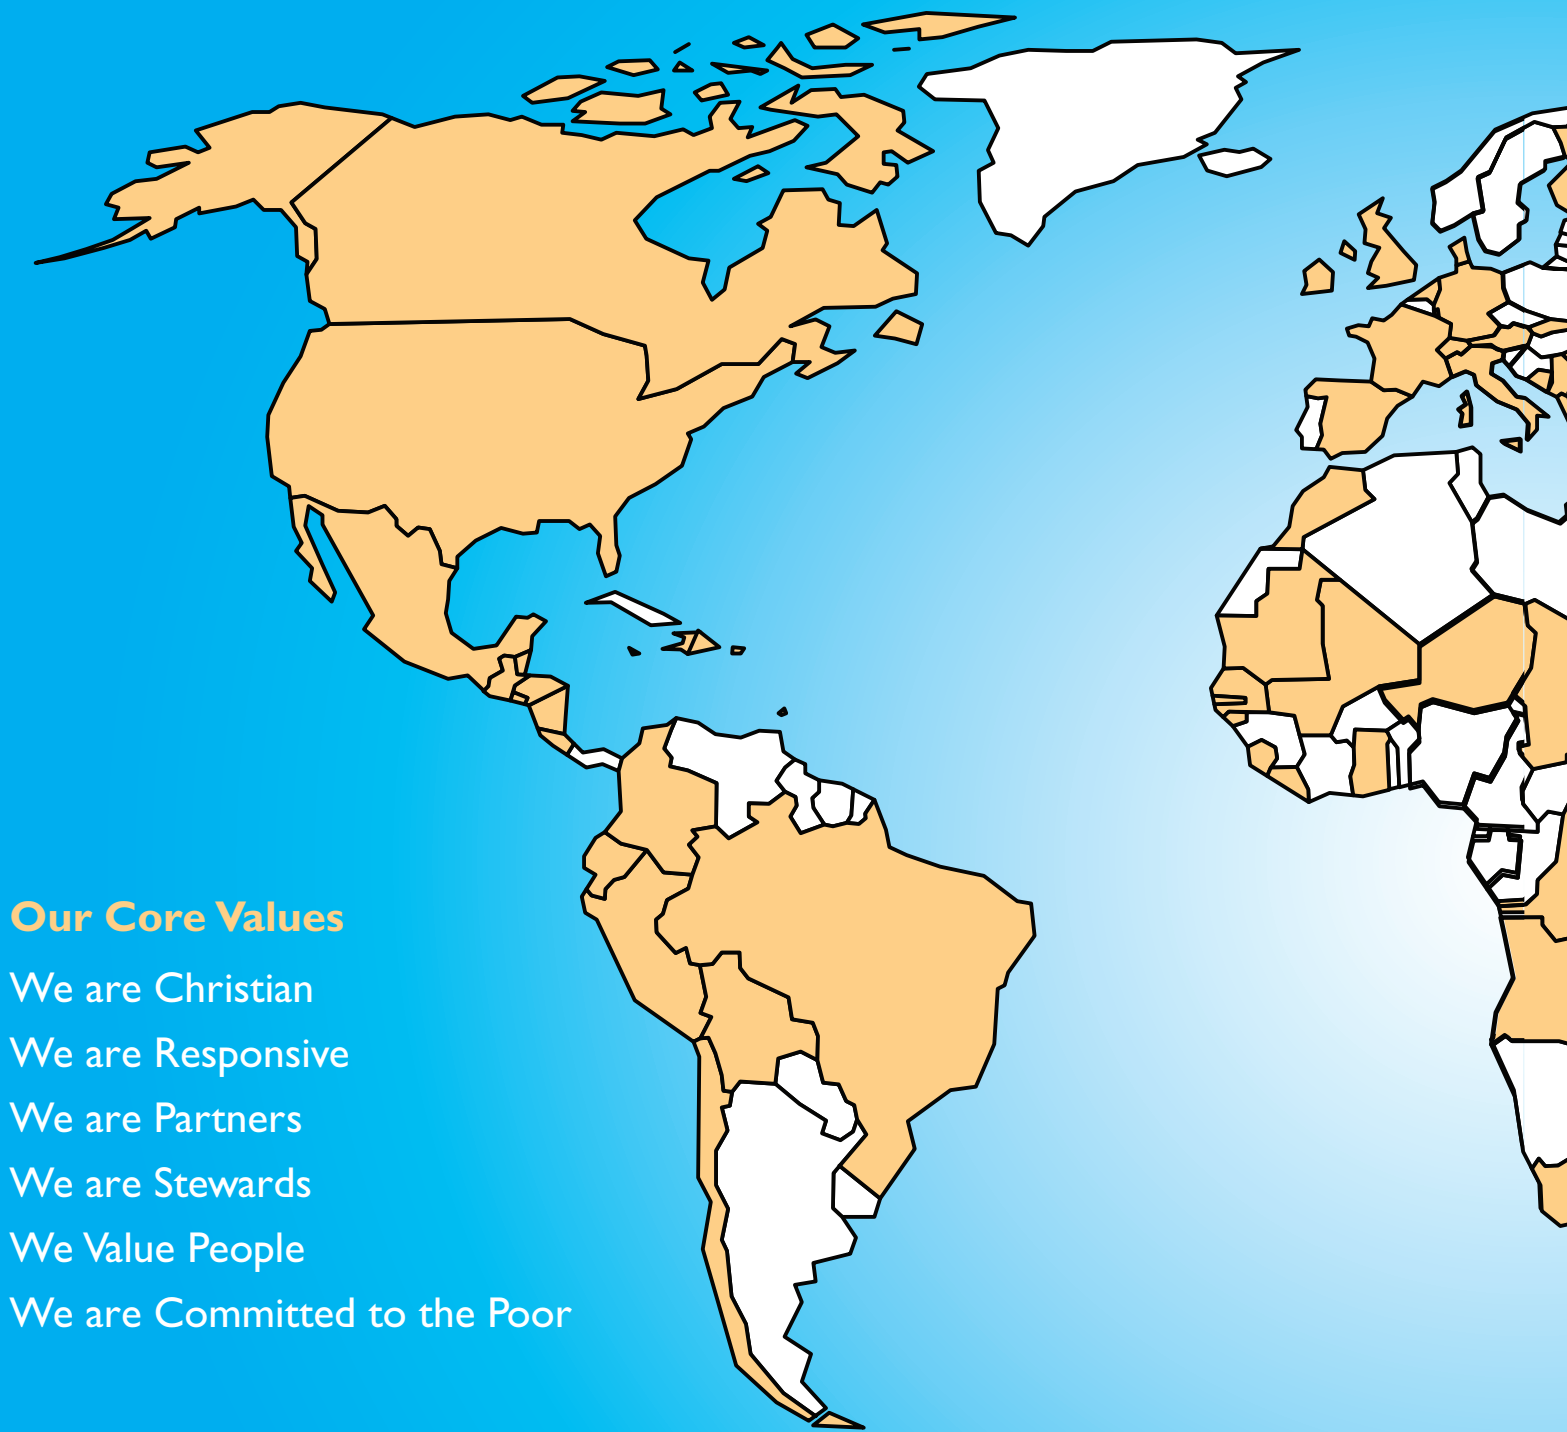 Our Core Values
We are Christian
We are Responsive
We are Partners
We are Stewards
We Value People
We are Committed to the Poor